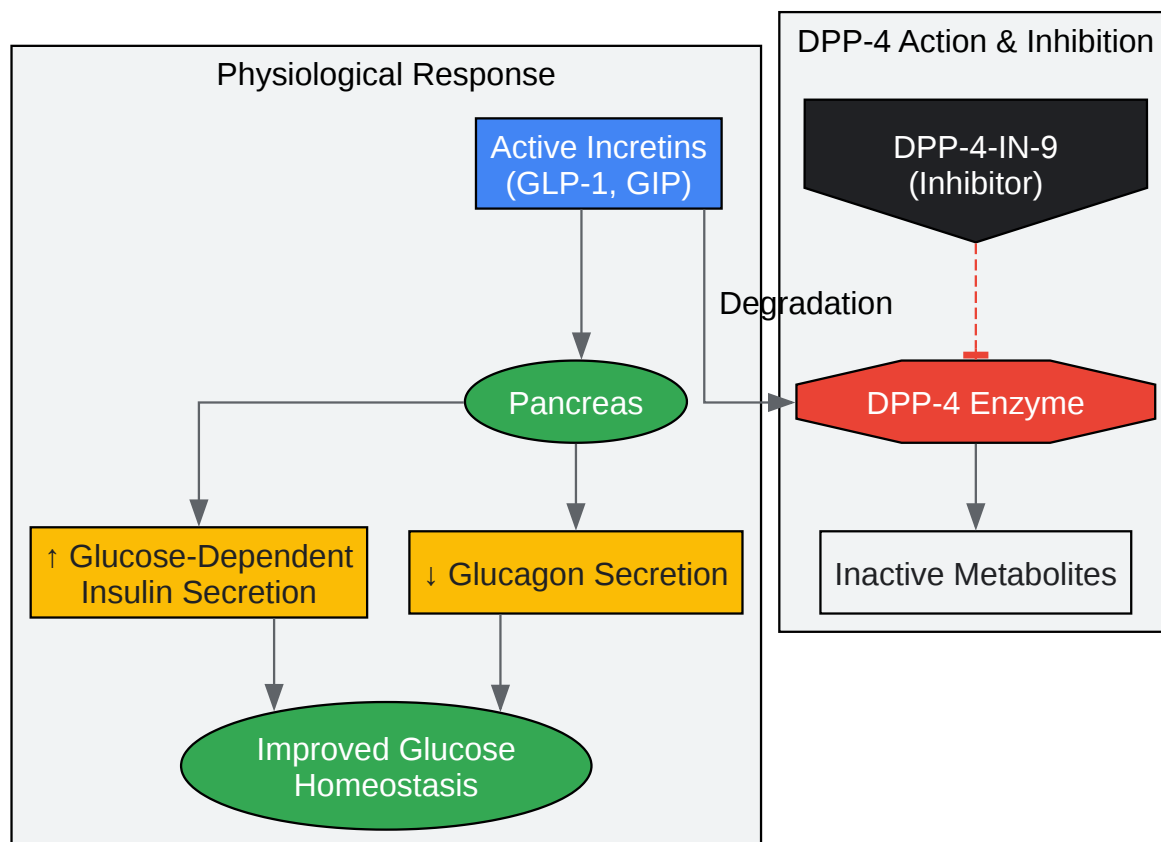 Physiological Response
Active Incretins
(GLP-1, GIP)
Pancreas
↑ Glucose-Dependent
Insulin Secretion
↓ Glucagon Secretion
Improved Glucose
Homeostasis
DPP-4 Action & Inhibition
DPP-4-IN-9
(Inhibitor)
Degradation
DPP-4 Enzyme
Inactive Metabolites